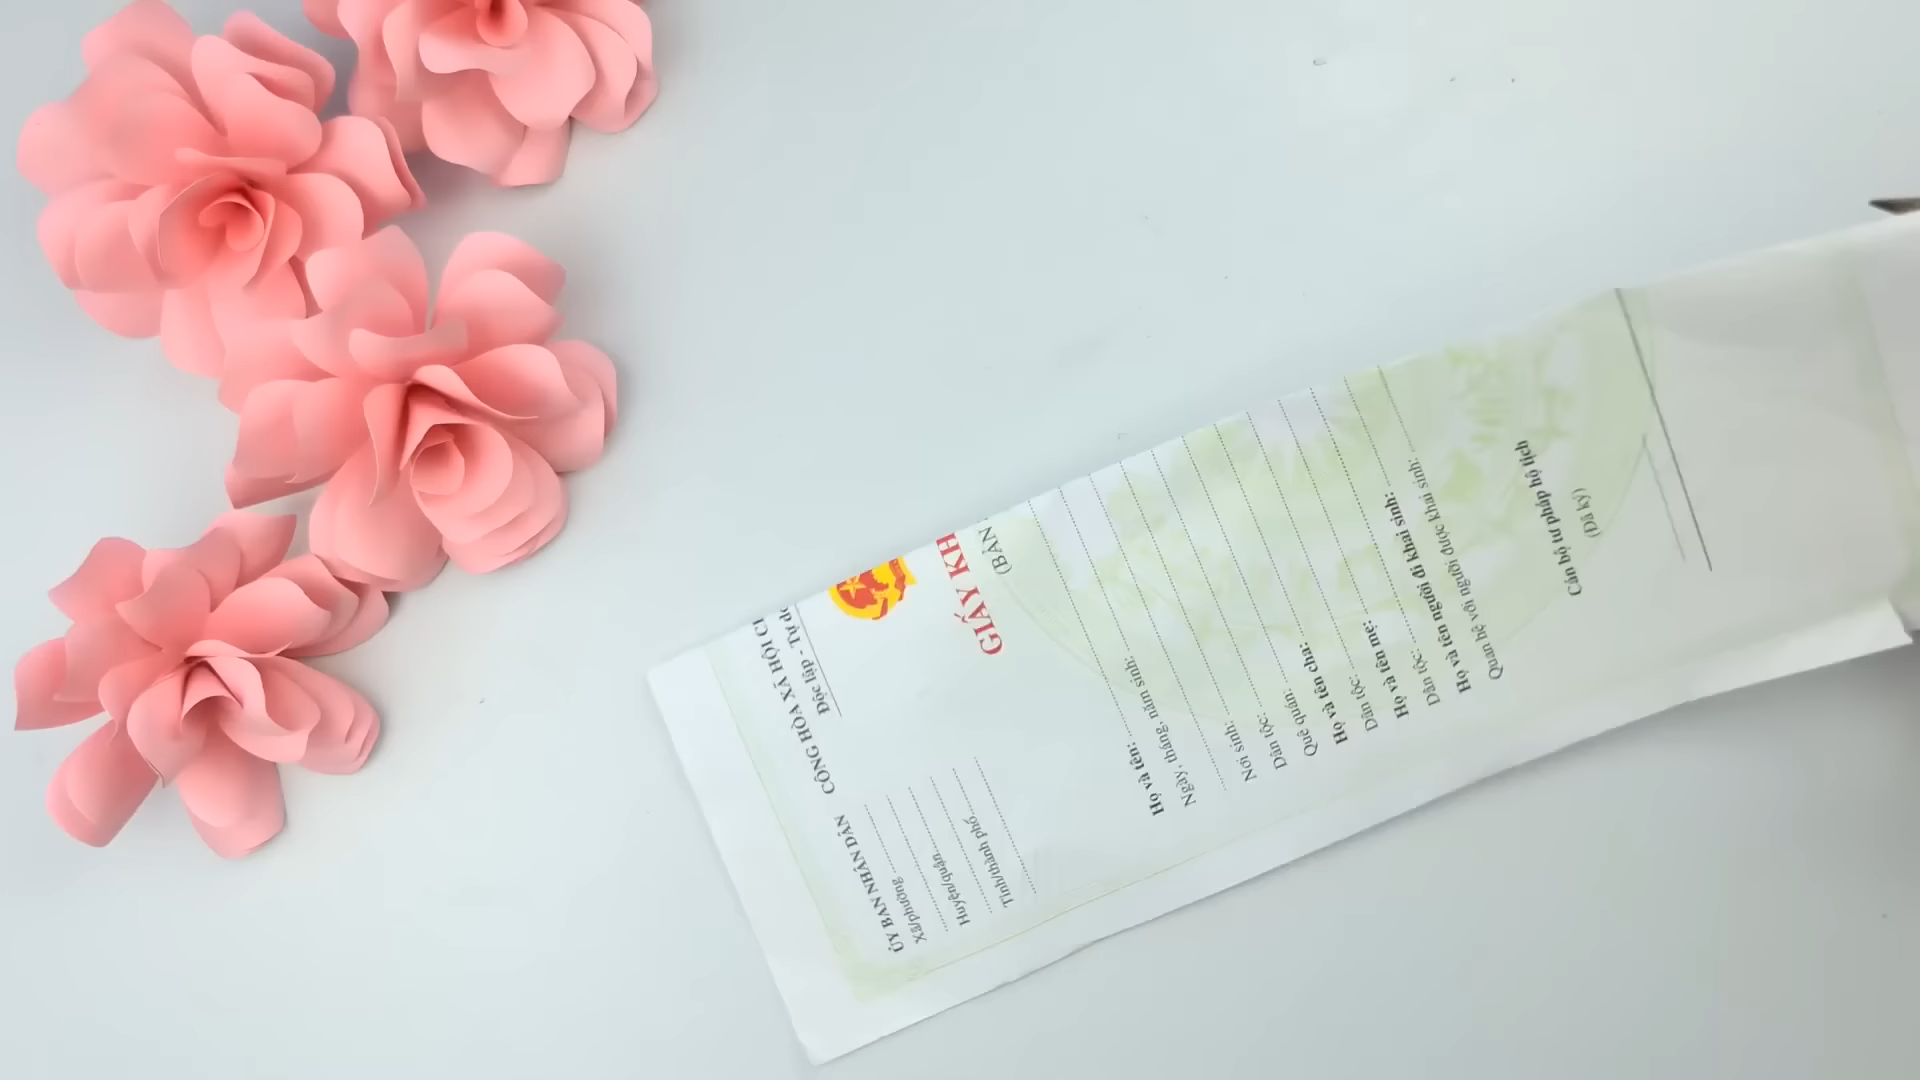 ỦY BAN NHÂN DÂN CỘNG HÒA XÃ HỘI
Xã/phường
Độc lập - Tự do
Huyện/quận
Tỉnh/thành phố
GIẤY KH
(BẢN
Họ và tên:
Ngày, tháng, năm sinh:
Nơi sinh:
Dân tộc:
Quê quán:
Họ và tên cha:
Dân tộc:
Họ và tên mẹ:
Dân tộc:
Họ và tên người đi khai sinh:
Quan hệ với người được khai sinh:
Cán bộ tư pháp hộ tịch
(Đã ký)